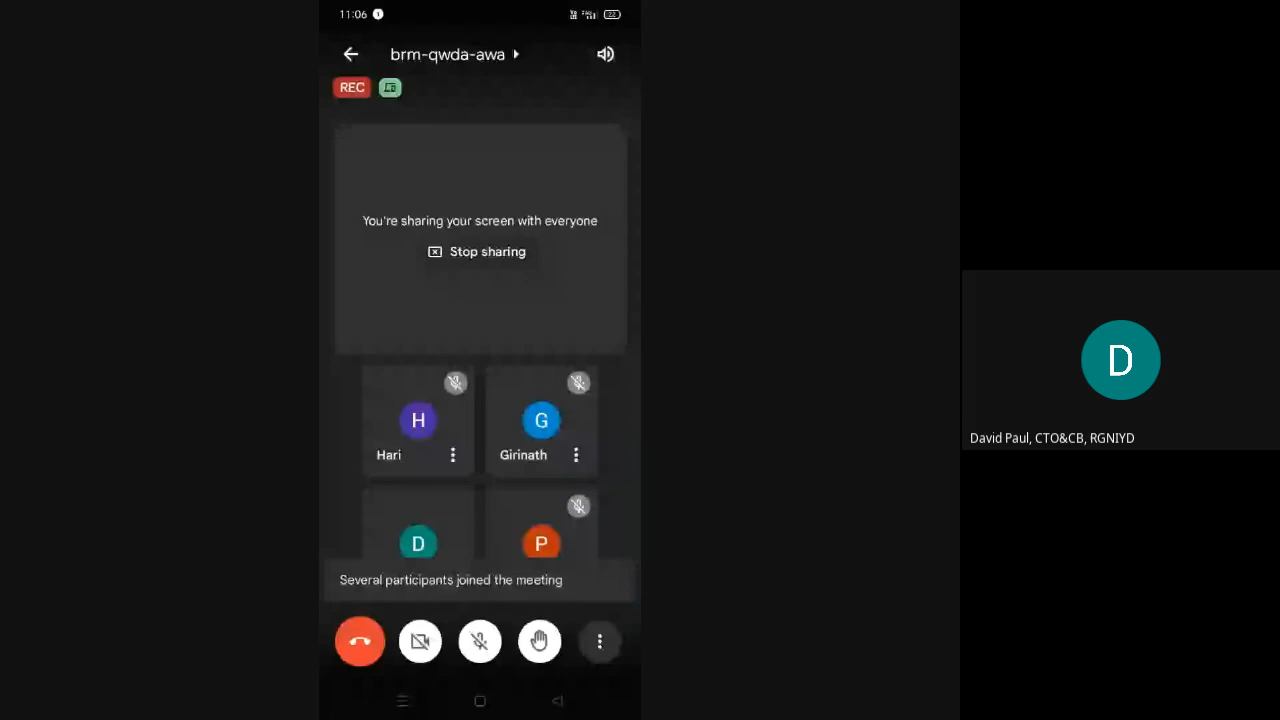 11:06
brm-qwda-awa
REC
You're sharing your screen with everyone
Stop sharing
H
G
Hari
Girinath
D
P
Several participants joined the meeting
D
David Paul, CTO&CB, RGNIYD